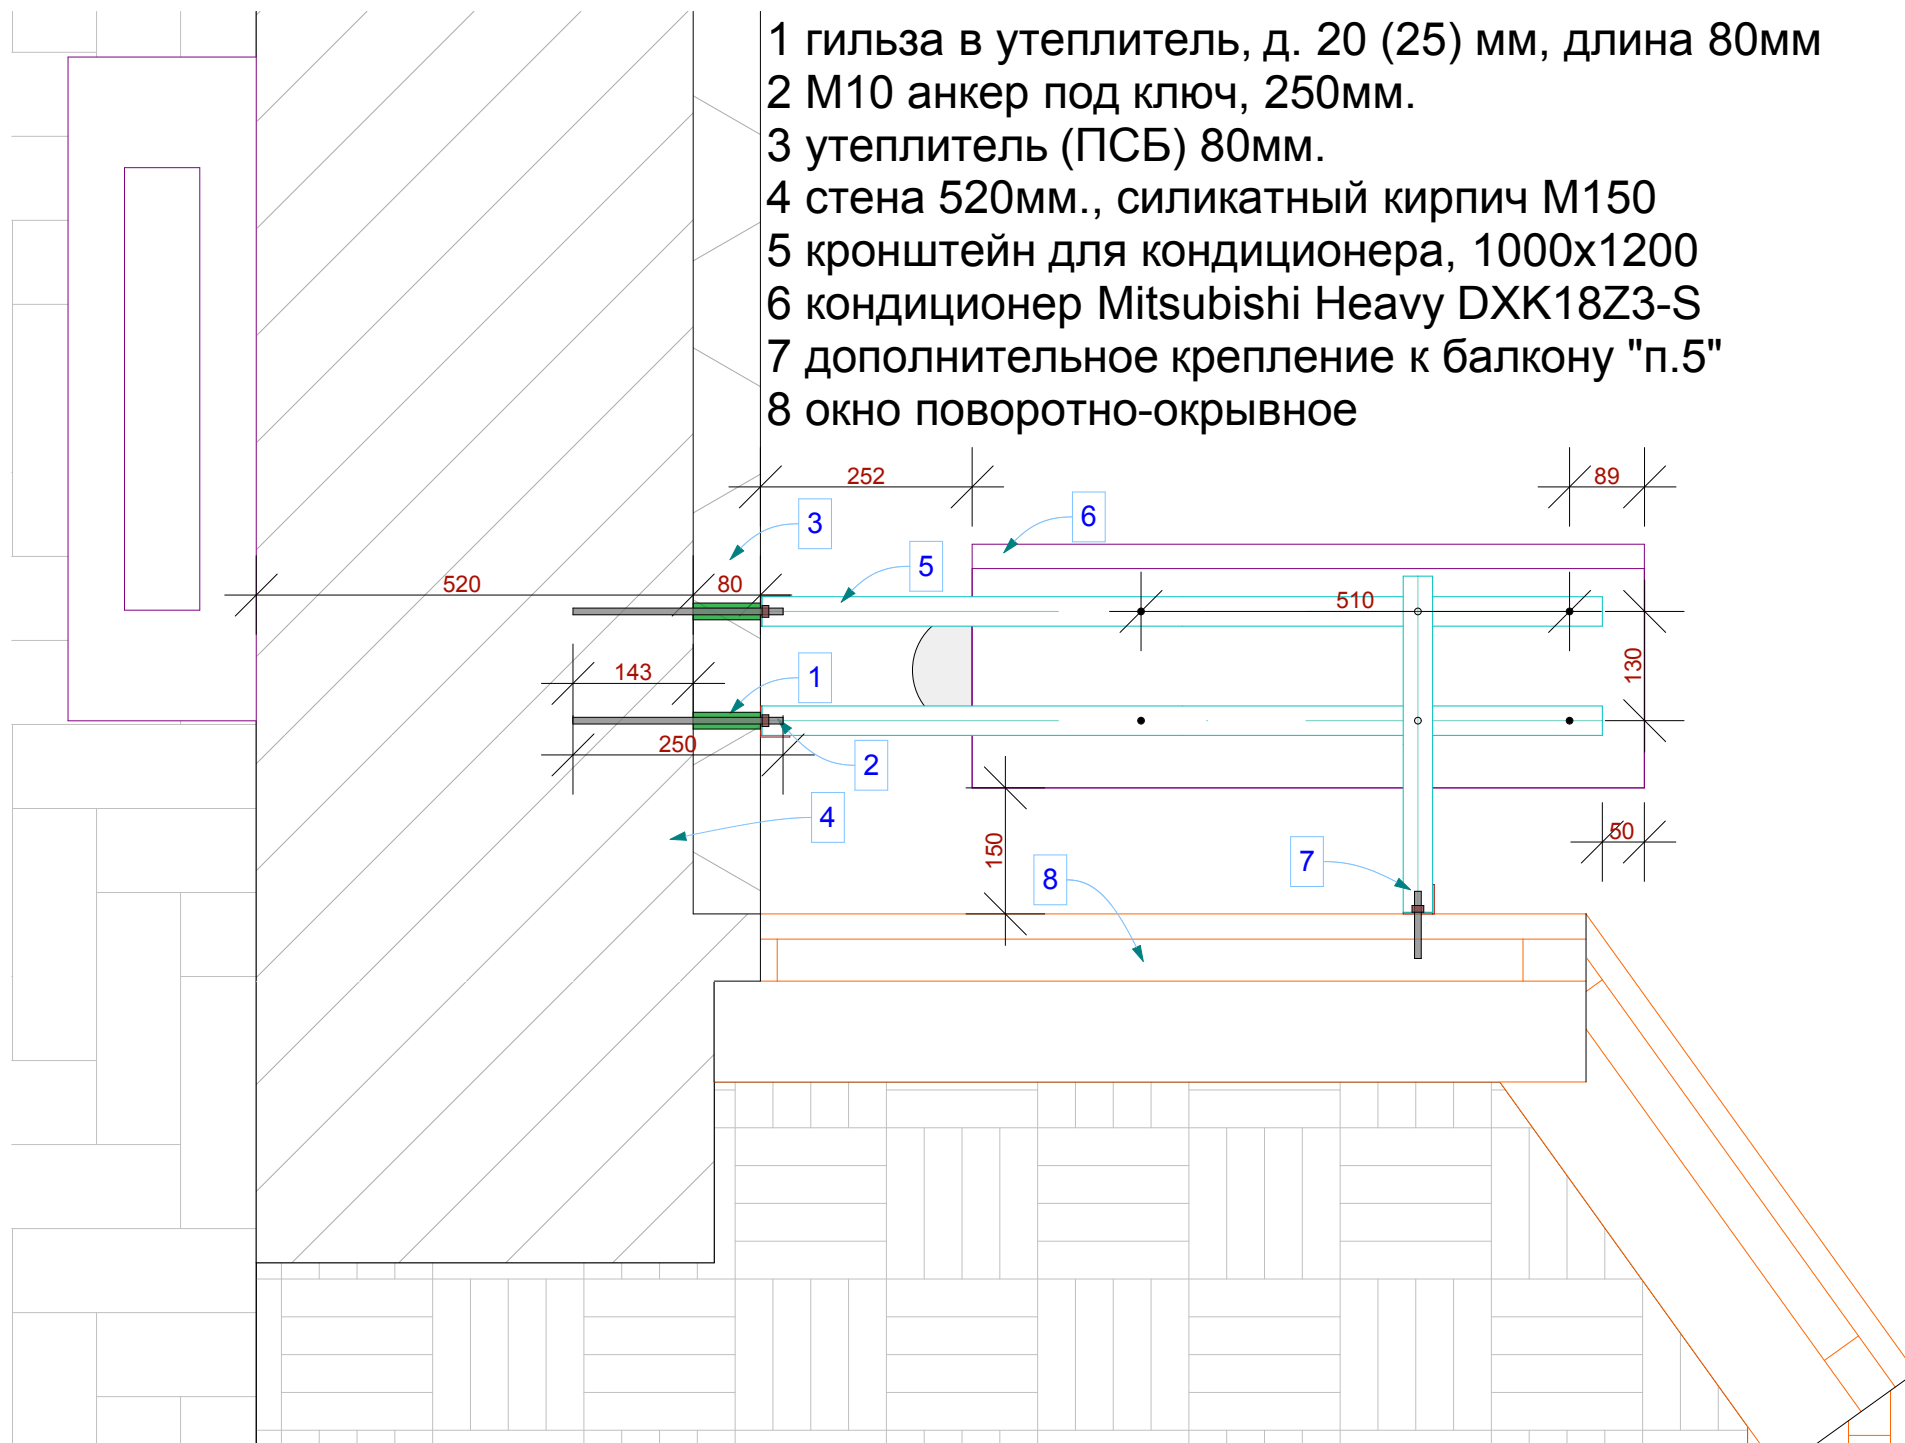 1 гильза в утеплитель, д. 20 (25) мм, длина 80мм
2 М10 анкер под ключ, 250мм.
3 утеплитель (ПСБ) 80мм.
4 стена 520мм., силикатный кирпич М150
5 кронштейн для кондиционера, 1000х1200
6 кондиционер Mitsubishi Heavy DXK18Z3-S
7 дополнительное крепление к балкону "п.5"
8 окно поворотно-окрывное
252
89
3
6
5
520
80
510
143
1
130
250
2
4
150
8
7
50